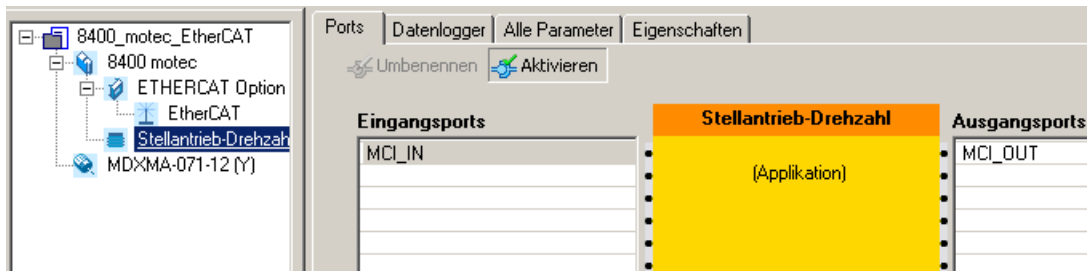 8400_motec_EtherCAT
8400 motec
ETHERCAT Option
EtherCAT
Stellantrieb-Drehzah
MDXMA-071-12 (Y)
Ports Datenlogger Alle Parameter Eigenschaften
Umbenennen Aktivieren
Eingangsports
MCI_IN
Stellantrieb-Drehzahl
(Applikation)
Ausgangsports
MCI_OUT